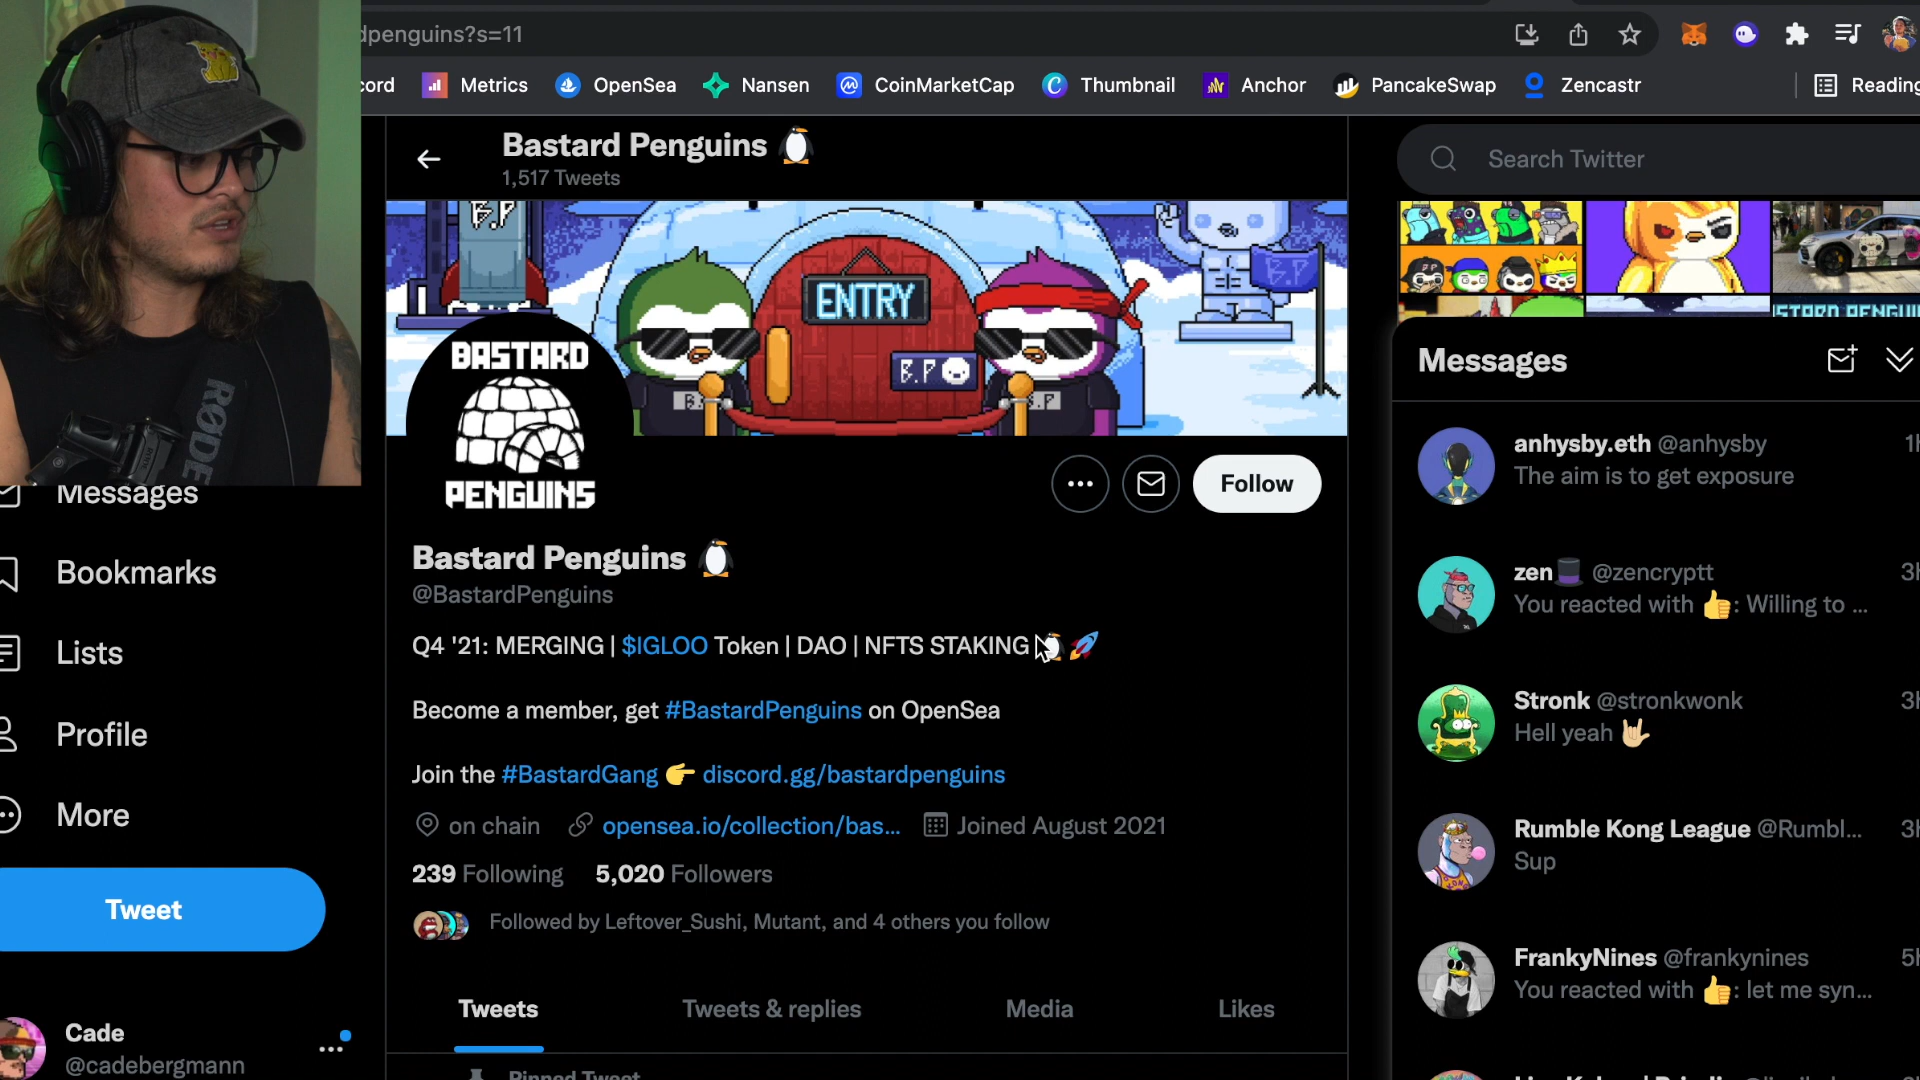 dpenguins?s=11
cord
Metrics
OpenSea
Nansen
CoinMarketCap
Thumbnail
Anchor
PancakeSwap
Zencastr
Reading
Bastard Penguins
1,517 Tweets
Search Twitter
B.P
ENTRY
B.P
B.P
B.
B.P
BASTARD
PENGUINS
RØDE
Messages
Bookmarks
Lists
Profile
More
Tweet
Cade
@cadebergmann
Follow
Bastard Penguins
@BastardPenguins
Q4 '21: MERGING | $IGLOO Token | DAO | NFTS STAKING
Become a member, get #BastardPenguins on OpenSea
Join the #BastardGang 👉 discord.gg/bastardpenguins
on chain
opensea.io/collection/bas...
Joined August 2021
239 Following 5,020 Followers
Followed by Leftover_Sushi, Mutant, and 4 others you follow
Tweets
Tweets & replies
Media
Likes
Pinned Tweet
Messages
anhysby.eth @anhysby 1h
The aim is to get exposure
zen🎩 @zencryptt 3h
You reacted with 👍: Willing to ...
Stronk @stronkwonk 3h
Hell yeah 🤟
Rumble Kong League @Rumbl... 3h
Sup
FrankyNines @frankynines 5h
You reacted with 👍: let me syn...